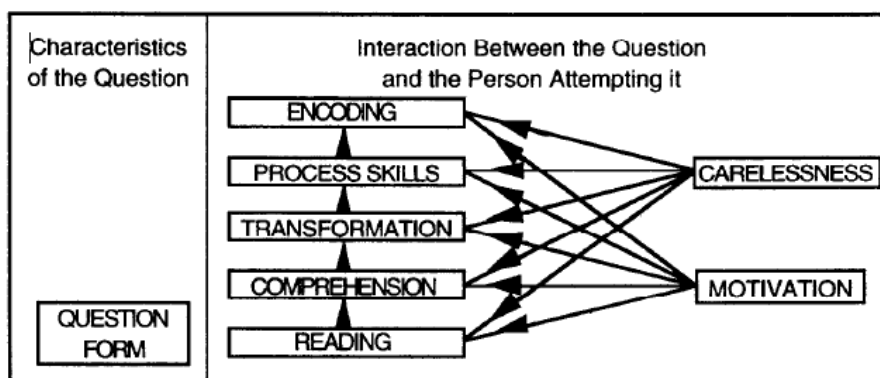 Characteristics
of the Question
Interaction Between the Question
and the Person Attempting it
ENCODING
PROCESS SKILLS
CARELESSNESS
TRANSFORMATION
COMPREHENSION
MOTIVATION
QUESTION
FORM
READING